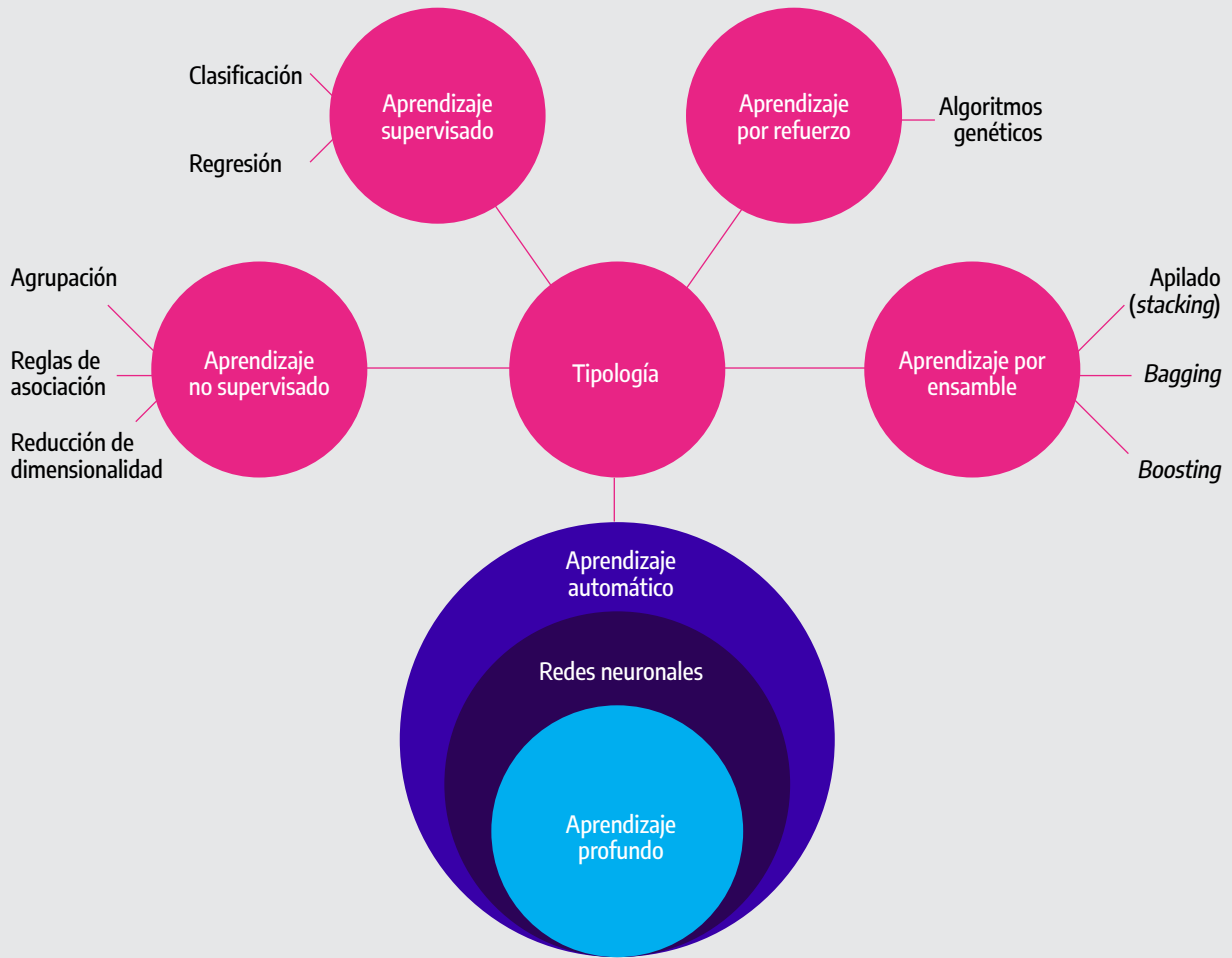 Clasificación
Regresión
Aprendizaje
supervisado
Aprendizaje
por refuerzo
Algoritmos
genéticos
Agrupación
Reglas de
asociación
Reducción de
dimensionalidad
Aprendizaje
no supervisado
Tipología
Aprendizaje por
ensamble
Apilado
(stacking)
Bagging
Boosting
Aprendizaje
automático
Redes neuronales
Aprendizaje
profundo